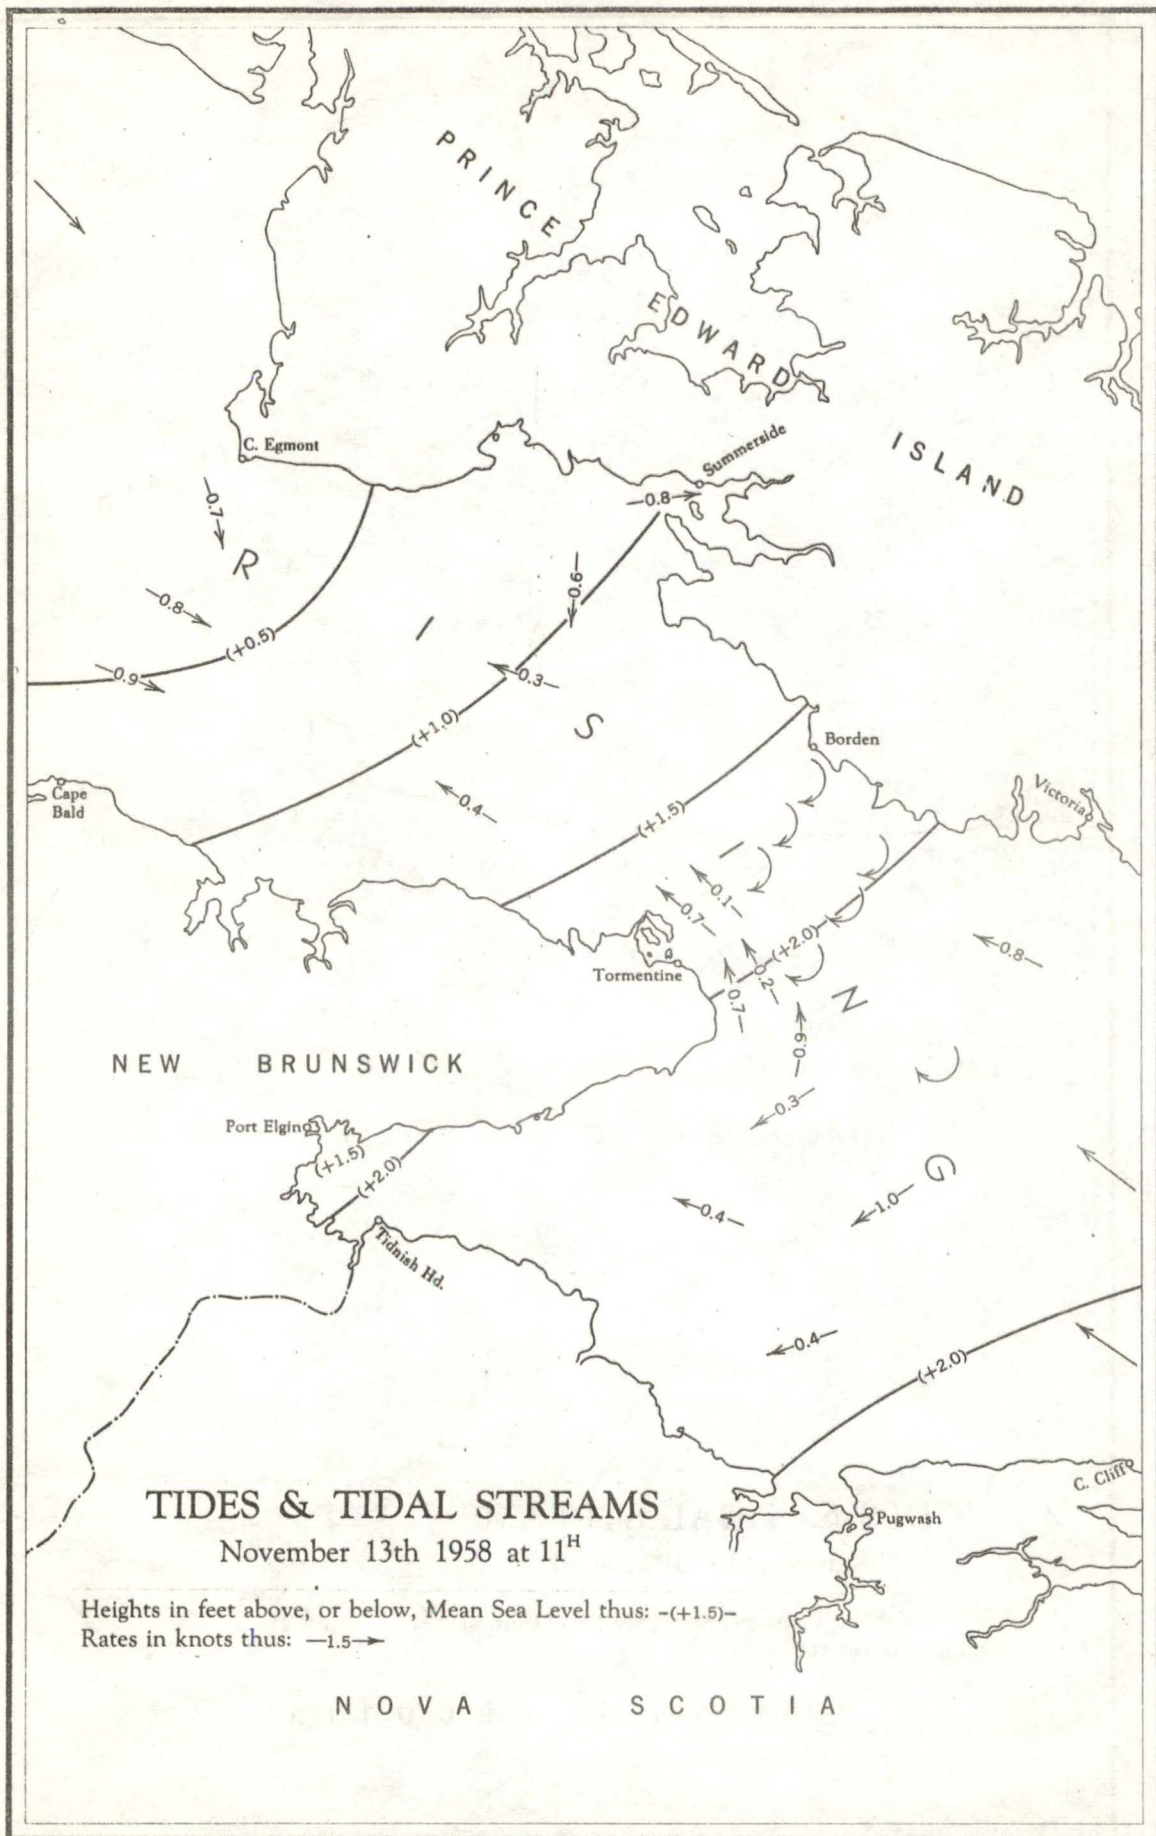 PRINCE
EDWARD
ISLAND
C. Egmont
Summerside
—0.8→
—0.7→
R
—0.8→
(+0.5)
—0.9→
I
—0.6→
←0.3—
S
(+1.0)
Borden
Cape
Bald
←0.4—
Victoria
(+1.5)
I
←0.1—
←0.7—
(+2.0)
←0.8—
Tormentine
←0.2—
←0.7—
N
NEW BRUNSWICK
←0.3—
Port Elgin
(+1.5)
(+2.0)
G
←0.4—
←1.0—
Tidnish Hd.
←0.4—
(+2.0)
C. Cliff
Pugwash
TIDES & TIDAL STREAMS
November 13th 1958 at 11H
Heights in feet above, or below, Mean Sea Level thus: -(+1.5)-
Rates in knots thus: —1.5→
NOVA SCOTIA